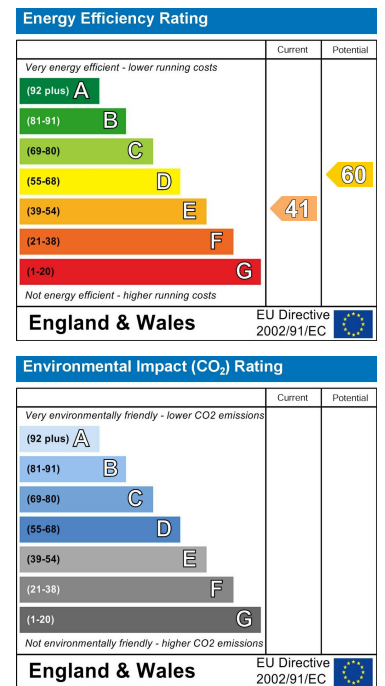 Energy Efficiency Rating
Current Potential
Very energy efficient - lower running costs
(92 plus) A
(81-91) B
(69-80) C
(55-68) D
60
(39-54) E
41
(21-38) F
(1-20) G
Not energy efficient - higher running costs
England & Wales
EU Directive
2002/91/EC
Environmental Impact (CO₂) Rating
Current Potential
Very environmentally friendly - lower CO2 emissions
(92 plus) A
(81-91) B
(69-80) C
(55-68) D
(39-54) E
(21-38) F
(1-20) G
Not environmentally friendly - higher CO2 emissions
England & Wales
EU Directive
2002/91/EC